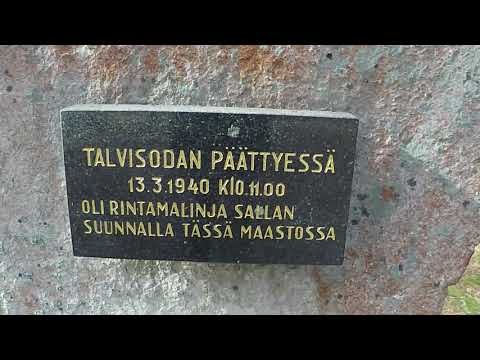 TALVISODAN PÄÄTTYESSÄ
13.3.1940 KLO.11.00
OLI RINTAMALINJA SALLAN
SUUNNALLA TÄSSÄ MAASTOSSA